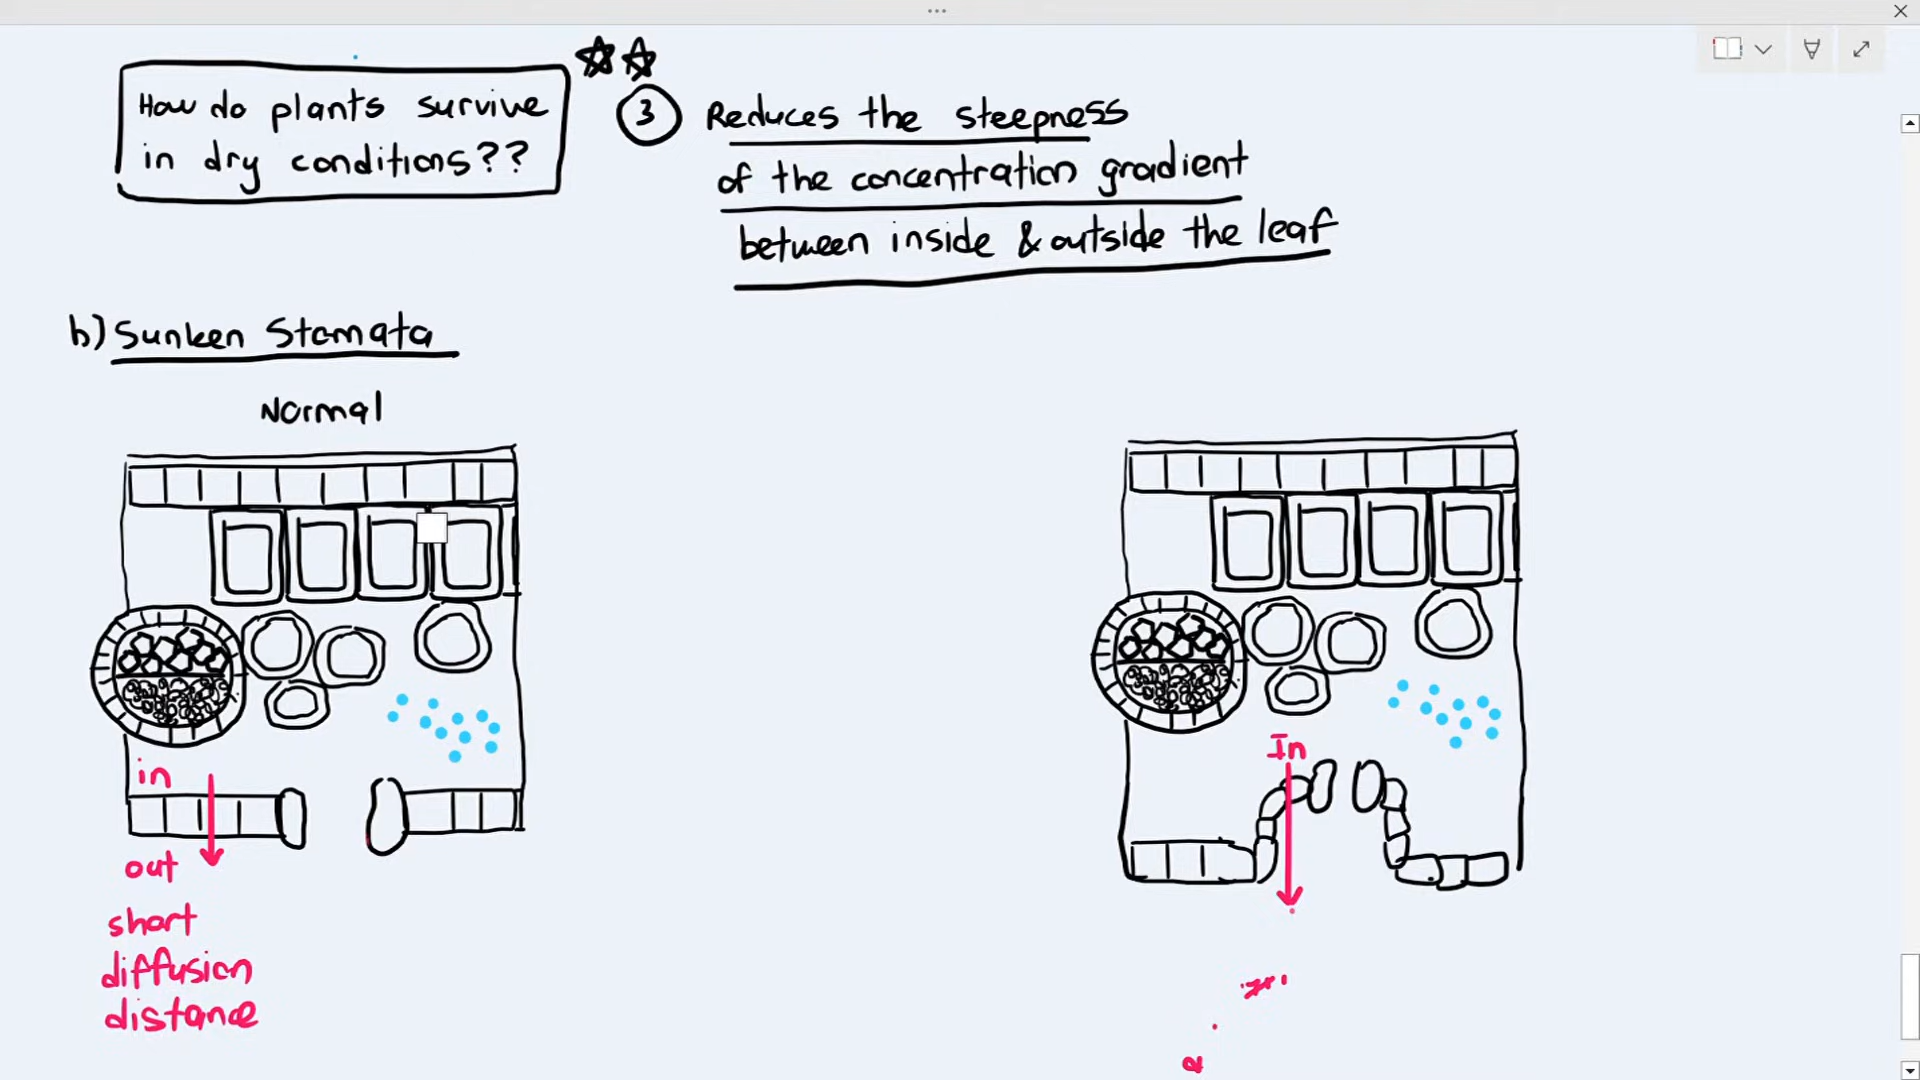 How do plants survive
in dry conditions??
3 Reduces the steepness
of the concentration gradient
between inside & outside the leaf
b) Sunken Stomata
Normal
in
out
short
diffusion
distance
In